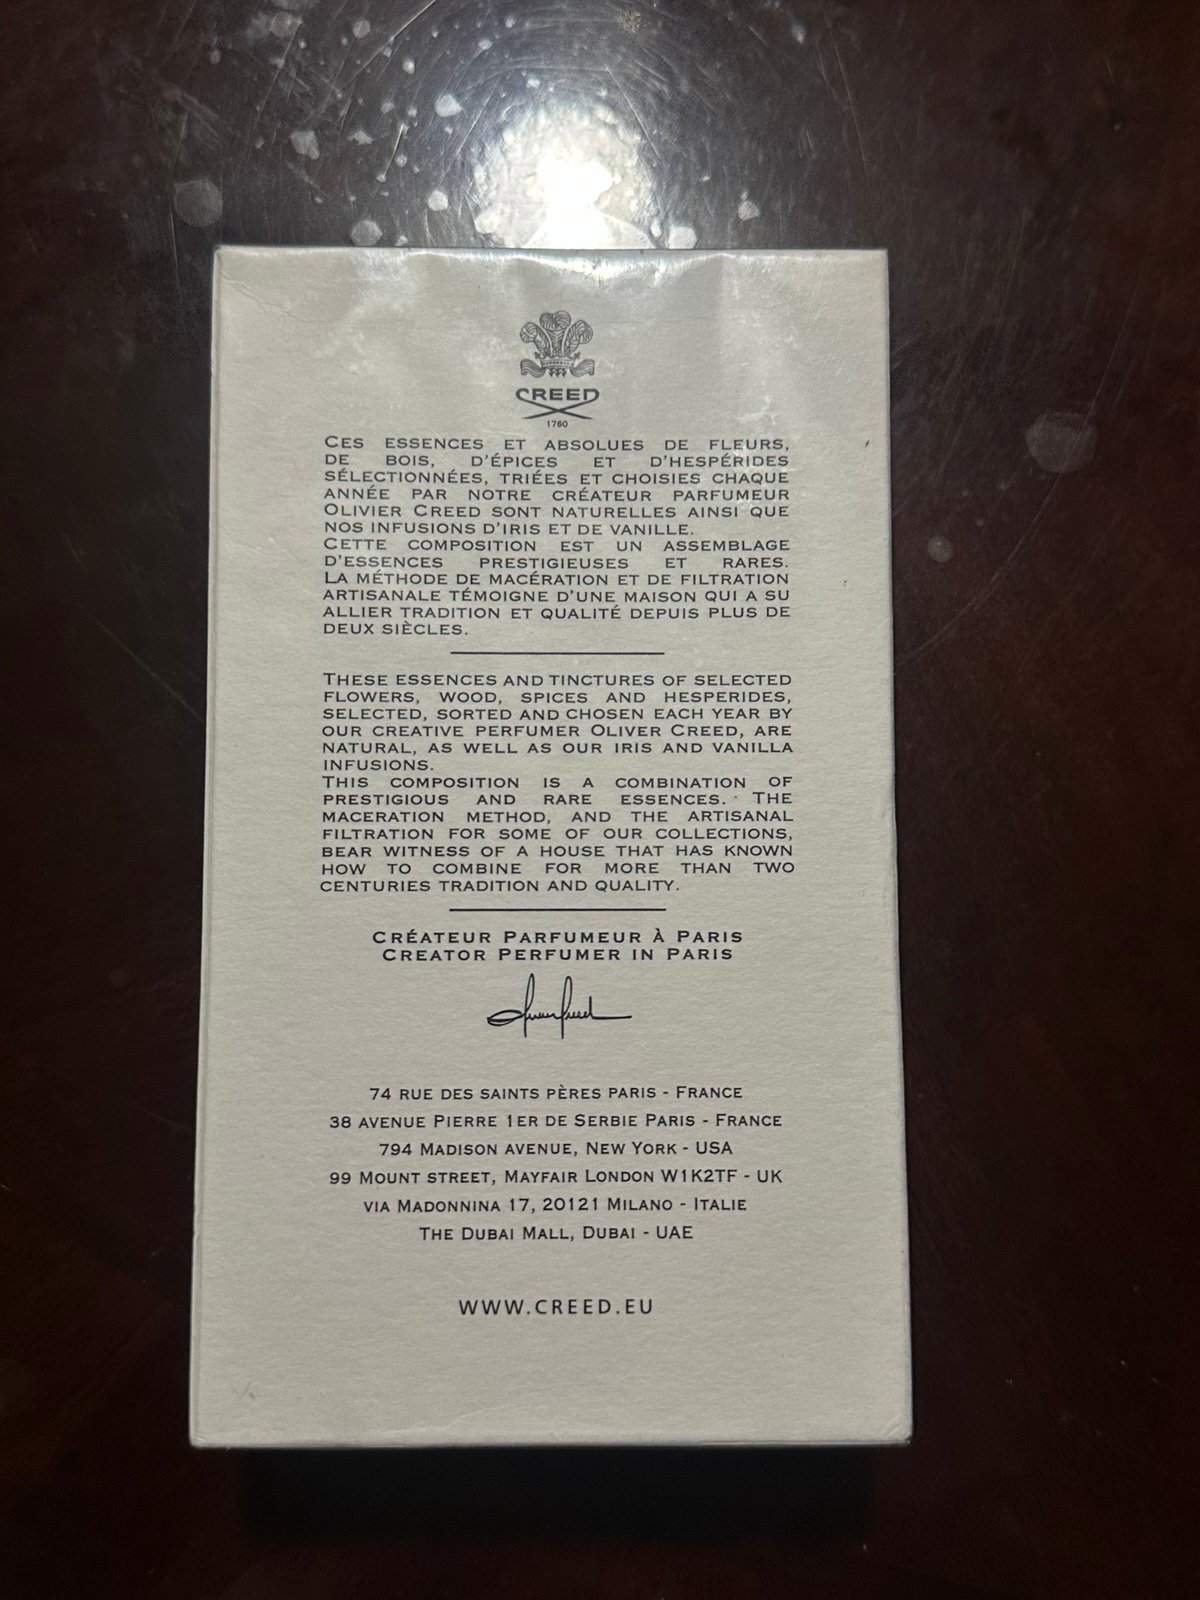 CREED
1760
CES ESSENCES ET ABSOLUES DE FLEURS,
DE BOIS, D'ÉPICES ET D'HESPÉRIDES
SÉLECTIONNÉES, TRIÉES ET CHOISIES CHAQUE
ANNÉE PAR NOTRE CRÉATEUR PARFUMEUR
OLIVIER CREED SONT NATURELLES AINSI QUE
NOS INFUSIONS D'IRIS ET DE VANILLE.
CETTE COMPOSITION EST UN ASSEMBLAGE
D'ESSENCES PRESTIGIEUSES ET RARES.
LA MÉTHODE DE MACÉRATION ET DE FILTRATION
ARTISANALE TÉMOIGNE D'UNE MAISON QUI A SU
ALLIER TRADITION ET QUALITÉ DEPUIS PLUS DE
DEUX SIÈCLES.
THESE ESSENCES AND TINCTURES OF SELECTED
FLOWERS, WOOD, SPICES AND HESPERIDES,
SELECTED, SORTED AND CHOSEN EACH YEAR BY
OUR CREATIVE PERFUMER OLIVER CREED, ARE
NATURAL, AS WELL AS OUR IRIS AND VANILLA
INFUSIONS.
THIS COMPOSITION IS A COMBINATION OF
PRESTIGIOUS AND RARE ESSENCES. THE
MACERATION METHOD, AND THE ARTISANAL
FILTRATION FOR SOME OF OUR COLLECTIONS,
BEAR WITNESS OF A HOUSE THAT HAS KNOWN
HOW TO COMBINE FOR MORE THAN TWO
CENTURIES TRADITION AND QUALITY.
CRÉATEUR PARFUMEUR À PARIS
CREATOR PERFUMER IN PARIS
74 RUE DES SAINTS PÈRES PARIS - FRANCE
38 AVENUE PIERRE 1ER DE SERBIE PARIS - FRANCE
794 MADISON AVENUE, NEW YORK - USA
99 MOUNT STREET, MAYFAIR LONDON W1K2TF - UK
VIA MADONNINA 17, 20121 MILANO - ITALIE
THE DUBAI MALL, DUBAI - UAE
WWW.CREED.EU